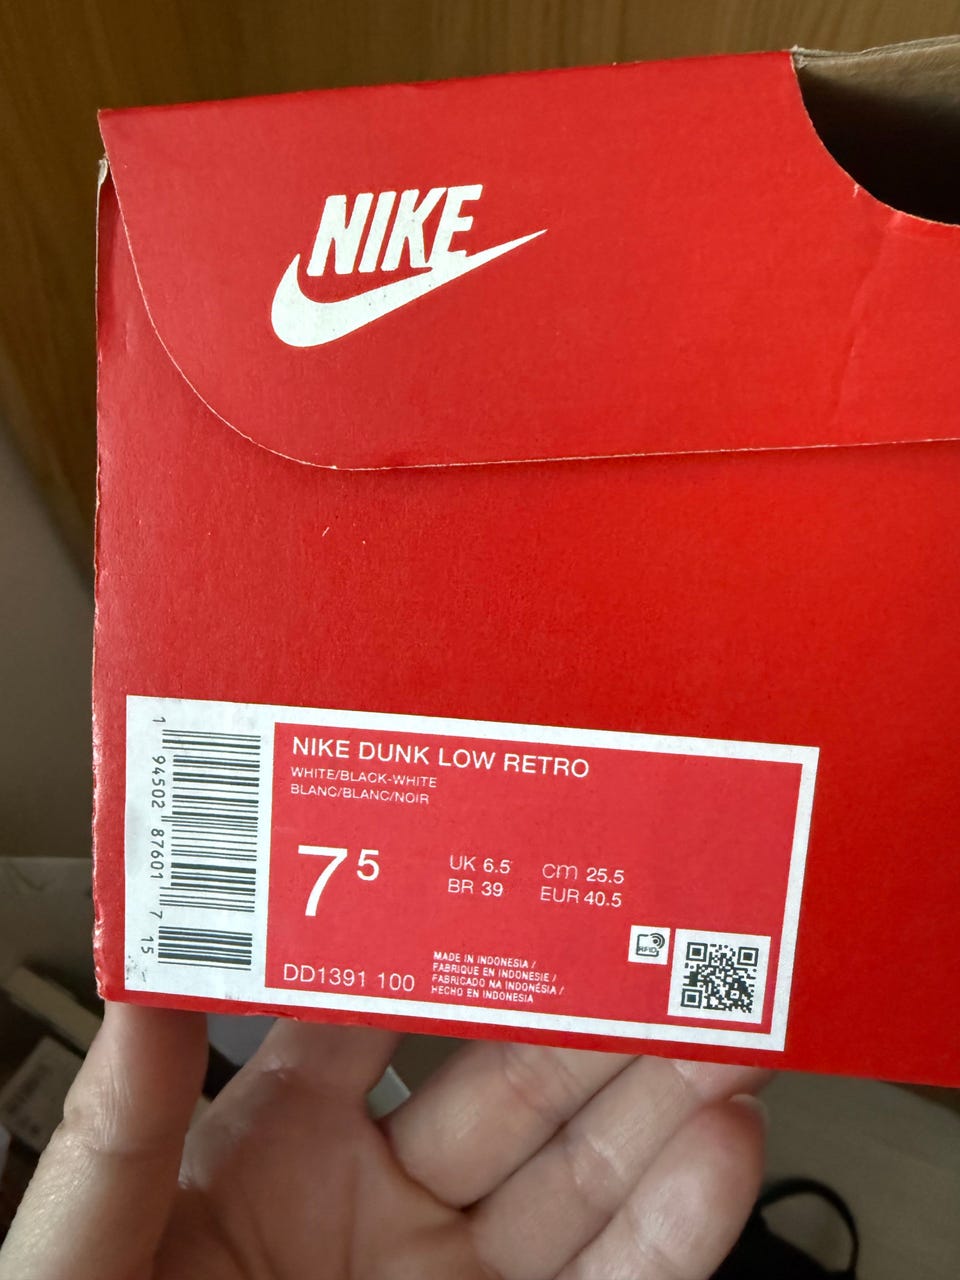 NIKE
NIKE DUNK LOW RETRO
WHITE/BLACK-WHITE
BLANC/BLANC/NOIR
7⁵
UK 6.5 cm 25.5
BR 39 EUR 40.5
RFID
DD1391 100
MADE IN INDONESIA /
FABRIQUE EN INDONESIE /
FABRICADO NA INDONÉSIA /
HECHO EN INDONESIA
1 94502 87601 7 15